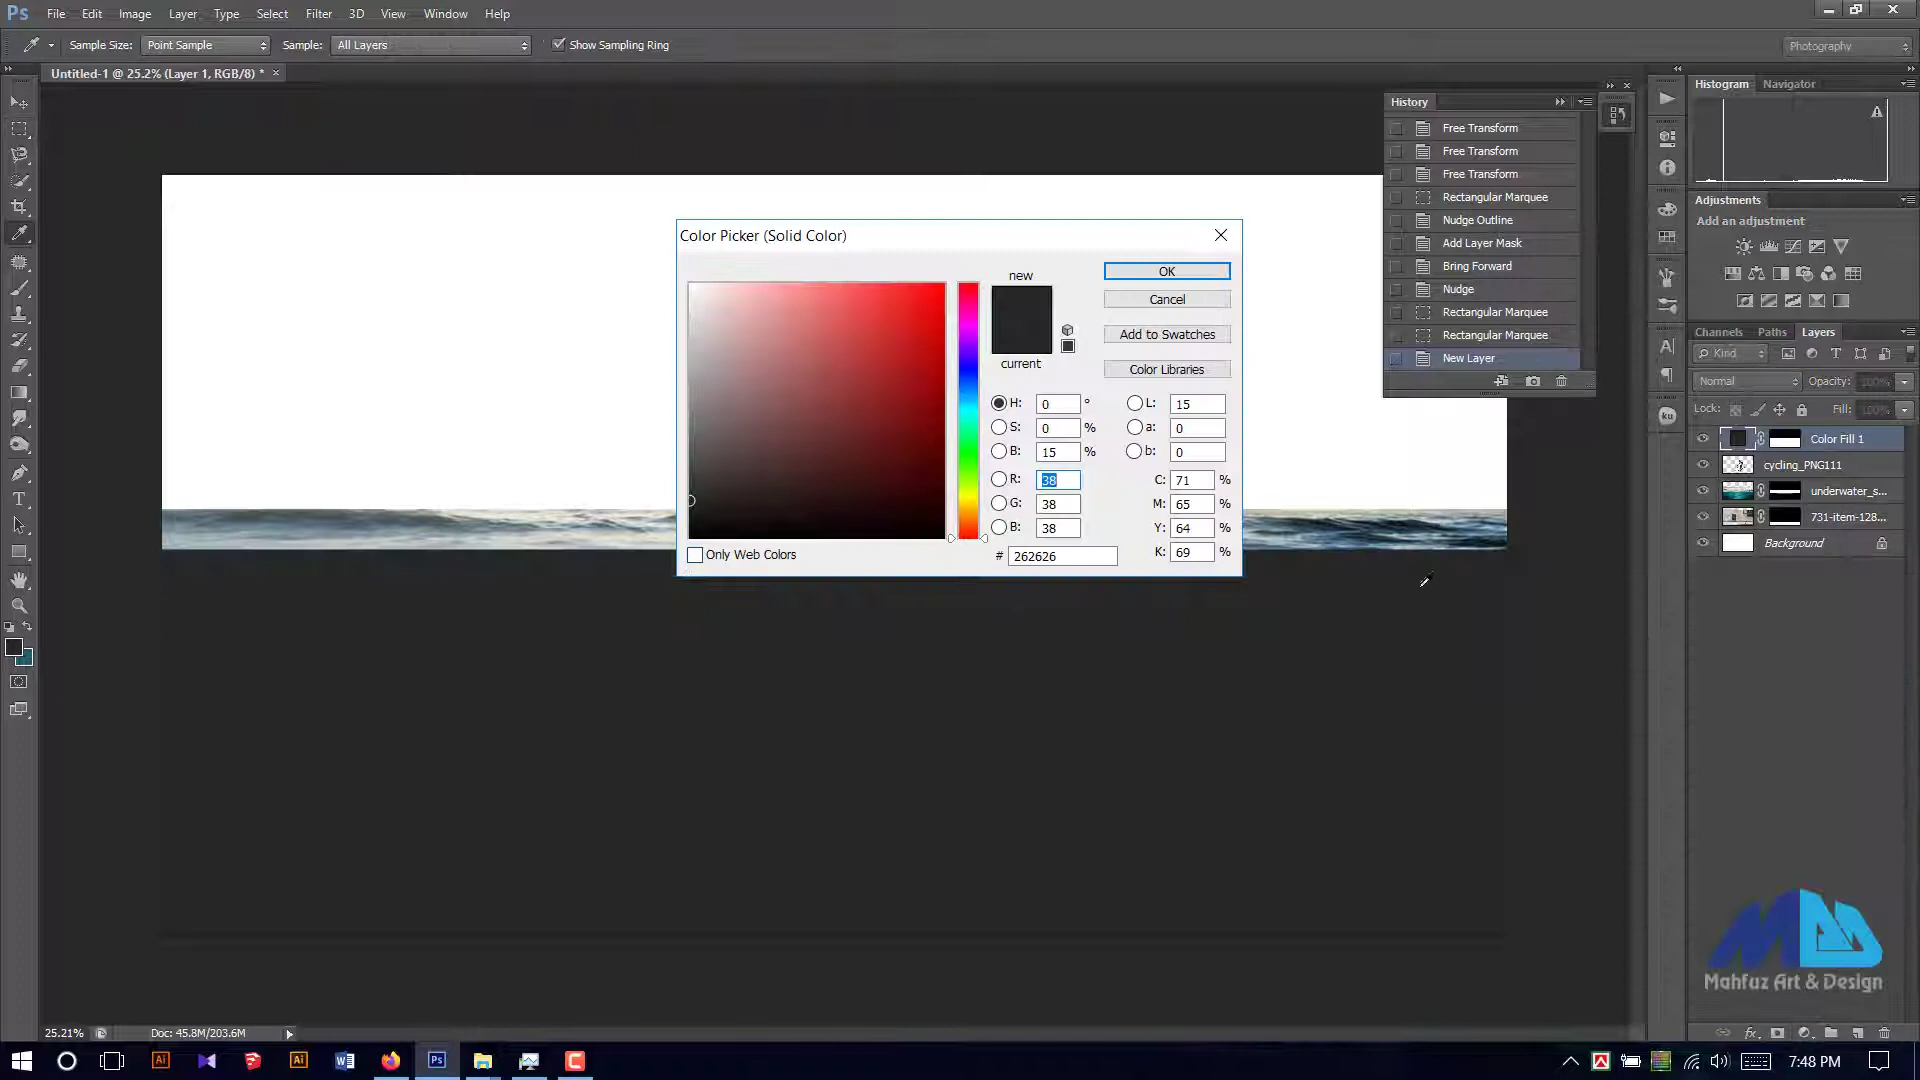 Ps File Edit Image Layer Type Select Filter 3D View Window Help
Sample Size: Point Sample Sample: All Layers Show Sampling Ring Photography
Untitled-1 @ 25.2% (Layer 1, RGB/8) * ×
History
Free Transform
Free Transform
Free Transform
Rectangular Marquee
Nudge Outline
Add Layer Mask
Bring Forward
Nudge
Rectangular Marquee
Rectangular Marquee
New Layer
Color Picker (Solid Color)
new
current
OK
Cancel
Add to Swatches
Color Libraries
H: 0 ° L: 15
S: 0 % a: 0
B: 15 % b: 0
R: 38 C: 71 %
G: 38 M: 65 %
B: 38 Y: 64 %
# 262626 K: 69 %
Only Web Colors
Histogram Navigator
Adjustments
Add an adjustment
Channels Paths Layers
Kind
Normal Opacity: 100%
Lock: Fill: 100%
Color Fill 1
cycling_PNG111
underwater_s...
731-item-128...
Background
Mahfuz Art & Design
25.21% Doc: 45.8M/203.6M
7:48 PM